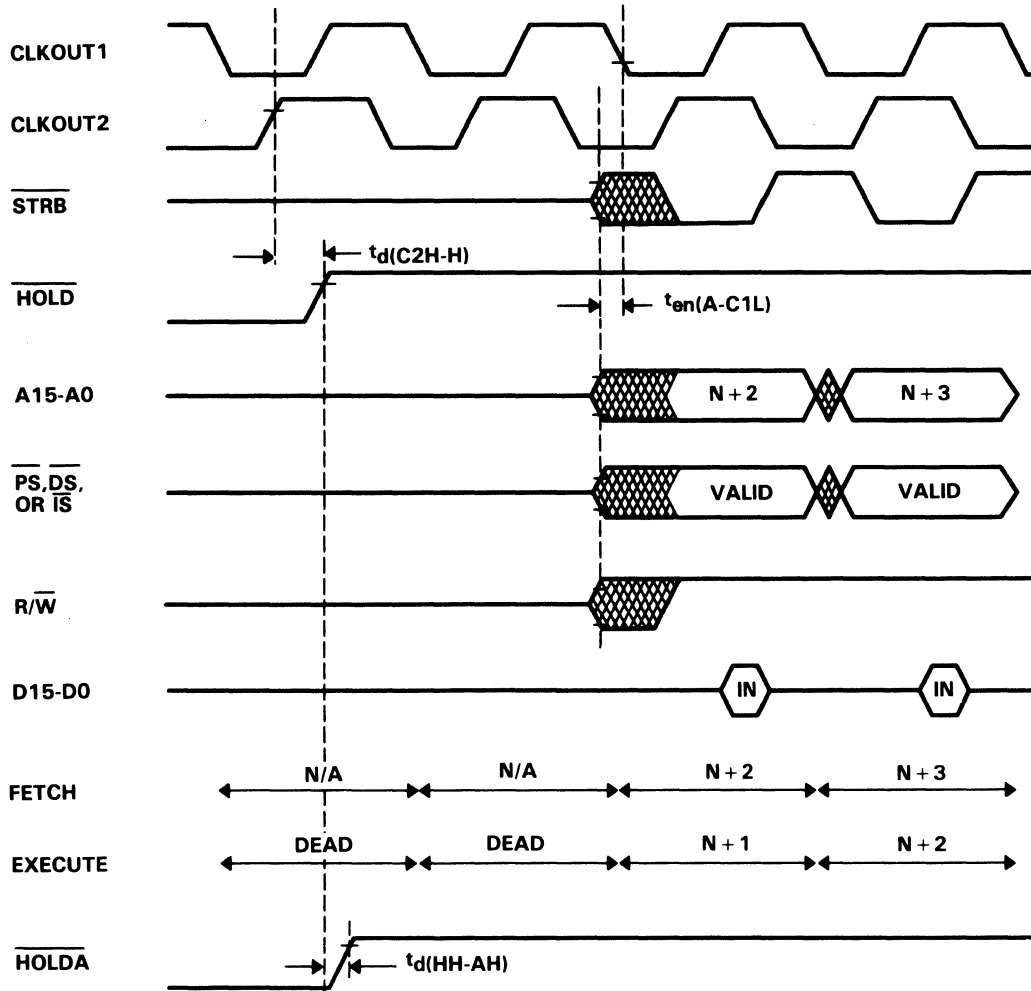 CLKOUT1
CLKOUT2
STRB
td(C2H-H)
HOLD
ten(A-C1L)
A15-A0
N + 2
N + 3
PS, DS,
OR IS
VALID
VALID
R/W
D15-D0
IN
IN
FETCH
N/A
N/A
N + 2
N + 3
EXECUTE
DEAD
DEAD
N + 1
N + 2
HOLDA
td(HH-AH)